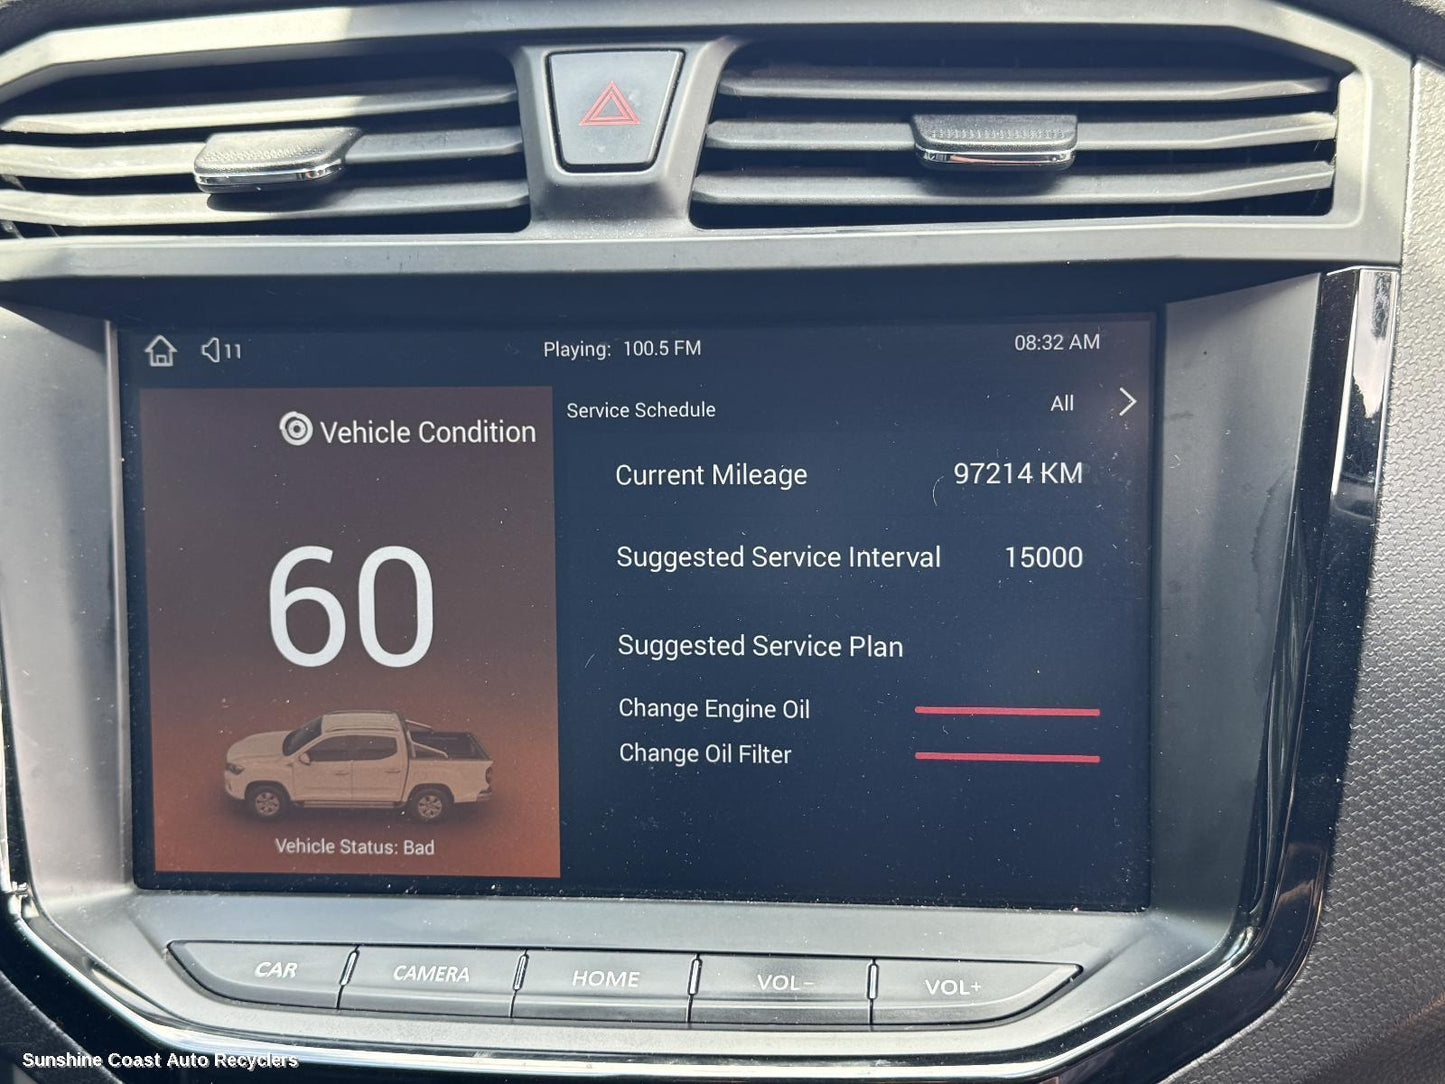 11
Playing: 100.5 FM
08:32 AM
Vehicle Condition
60
Vehicle Status: Bad
Service Schedule
All
Current Mileage 97214 KM
Suggested Service Interval 15000
Suggested Service Plan
Change Engine Oil
Change Oil Filter
CAR
CAMERA
HOME
VOL-
VOL+
Sunshine Coast Auto Recyclers